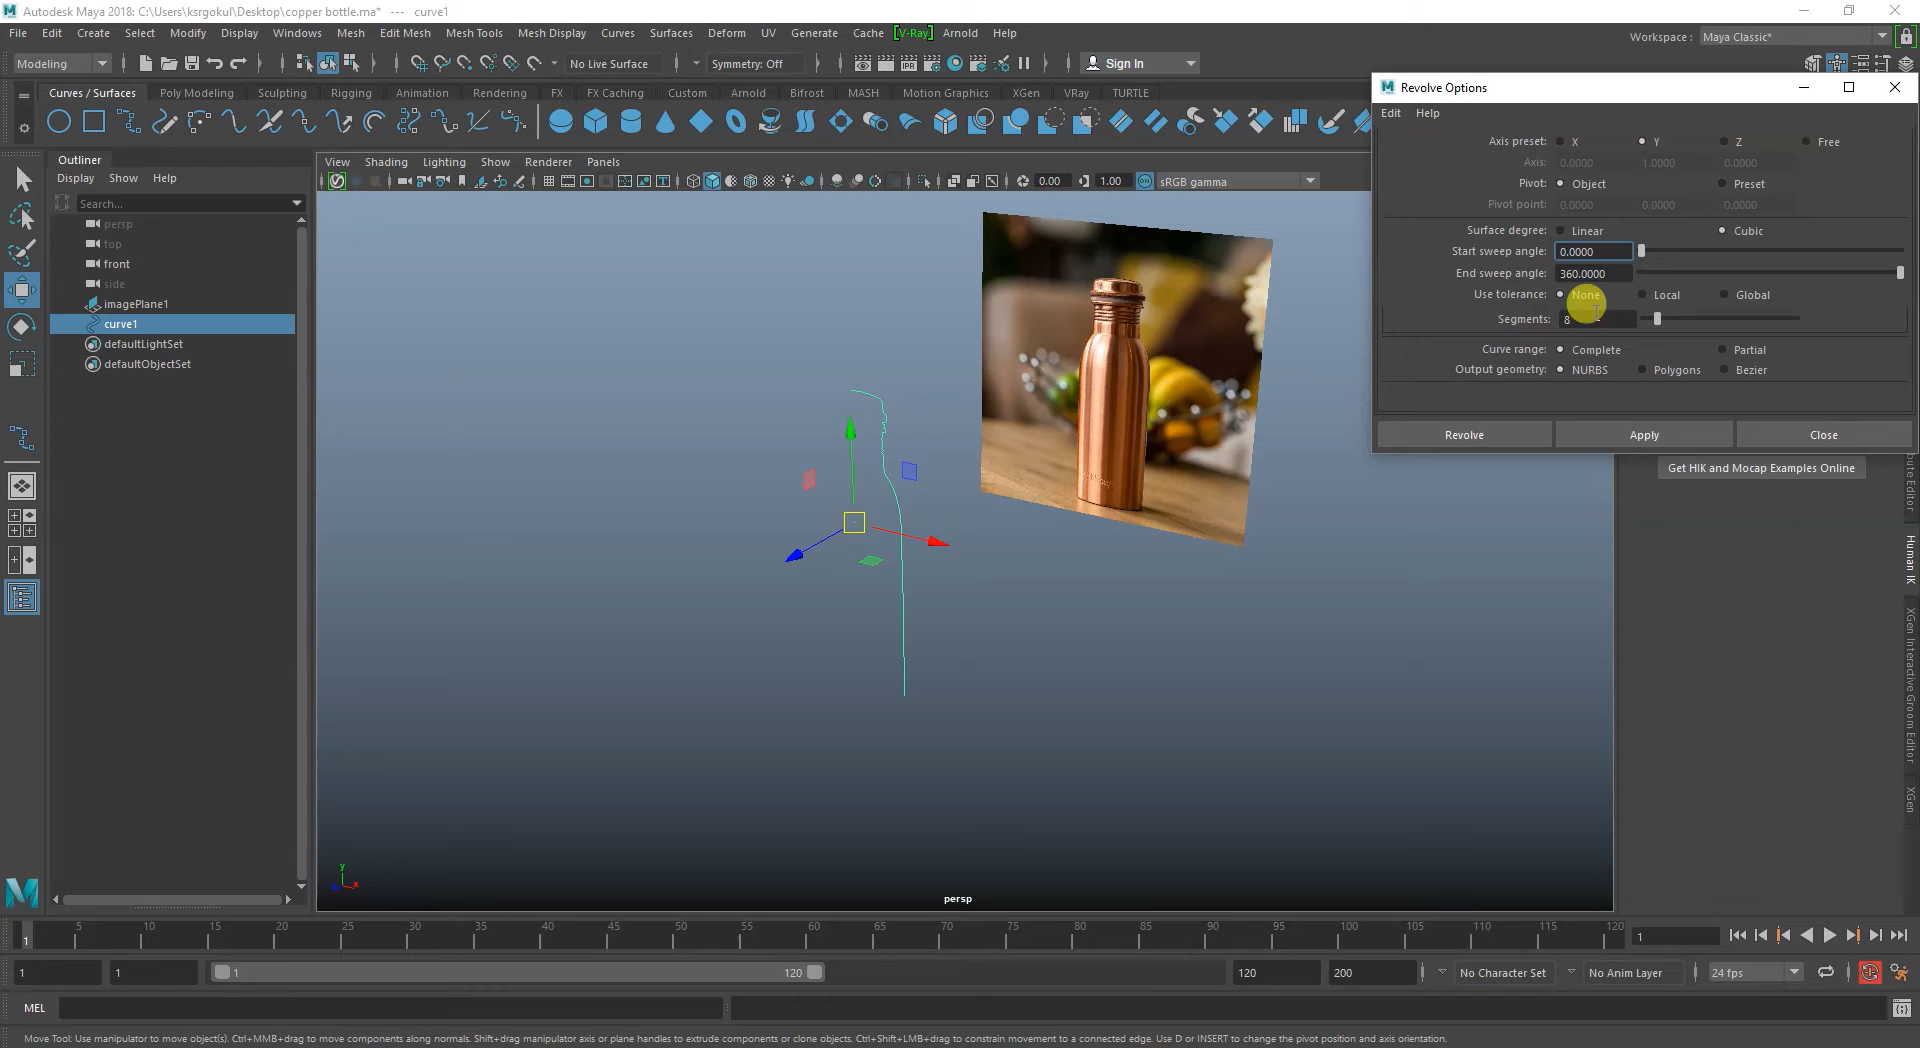 Autodesk Maya 2018: C:\Users\ksrgokul\Desktop\copper bottle.ma* --- curve1
File Edit Create Select Modify Display Windows Mesh Edit Mesh Mesh Tools Mesh Display Curves Surfaces Deform UV Generate Cache [V-Ray] Arnold Help
Workspace : Maya Classic*
Modeling No Live Surface Symmetry: Off Sign In
Curves / Surfaces Poly Modeling Sculpting Rigging Animation Rendering FX FX Caching Custom Arnold Bifrost MASH Motion Graphics XGen VRay TURTLE
Revolve Options
Edit Help
Axis preset: X Y Z Free
Axis: 0.0000 1.0000 0.0000
Pivot: Object Preset
Pivot point: 0.0000 0.0000 0.0000
Surface degree: Linear Cubic
Start sweep angle: 0.0000
End sweep angle: 360.0000
Use tolerance: None Local Global
Segments: 8
Curve range: Complete Partial
Output geometry: NURBS Polygons Bezier
Revolve Apply Close
Get HIK and Mocap Examples Online
Outliner
Display Show Help
Search...
persp
top
front
side
imagePlane1
curve1
defaultLightSet
defaultObjectSet
View Shading Lighting Show Renderer Panels
0.00 1.00 ON sRGB gamma
y
x
persp
Human IK
XGen Interactive Groom Editor
XGen
5 10 15 20 25 30 35 40 45 50 55 60 65 70 75 80 85 90 95 100 105 110 115 120
1
1
1 1 1 120 120 200 No Character Set No Anim Layer 24 fps
MEL
Move Tool: Use manipulator to move object(s). Ctrl+MMB+drag to move components along normals. Shift+drag manipulator axis or plane handles to extrude components or clone objects. Ctrl+Shift+LMB+drag to constrain movement to a connected edge. Use D or INSERT to change the pivot position and axis orientation.